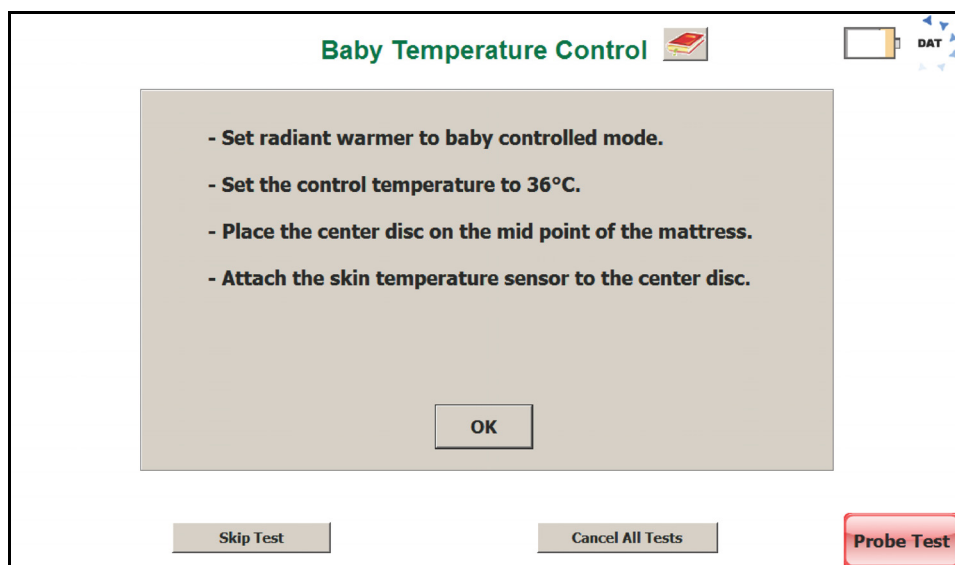 Baby Temperature Control
DAT
- Set radiant warmer to baby controlled mode.
- Set the control temperature to 36°C.
- Place the center disc on the mid point of the mattress.
- Attach the skin temperature sensor to the center disc.
OK
Skip Test
Cancel All Tests
Probe Test